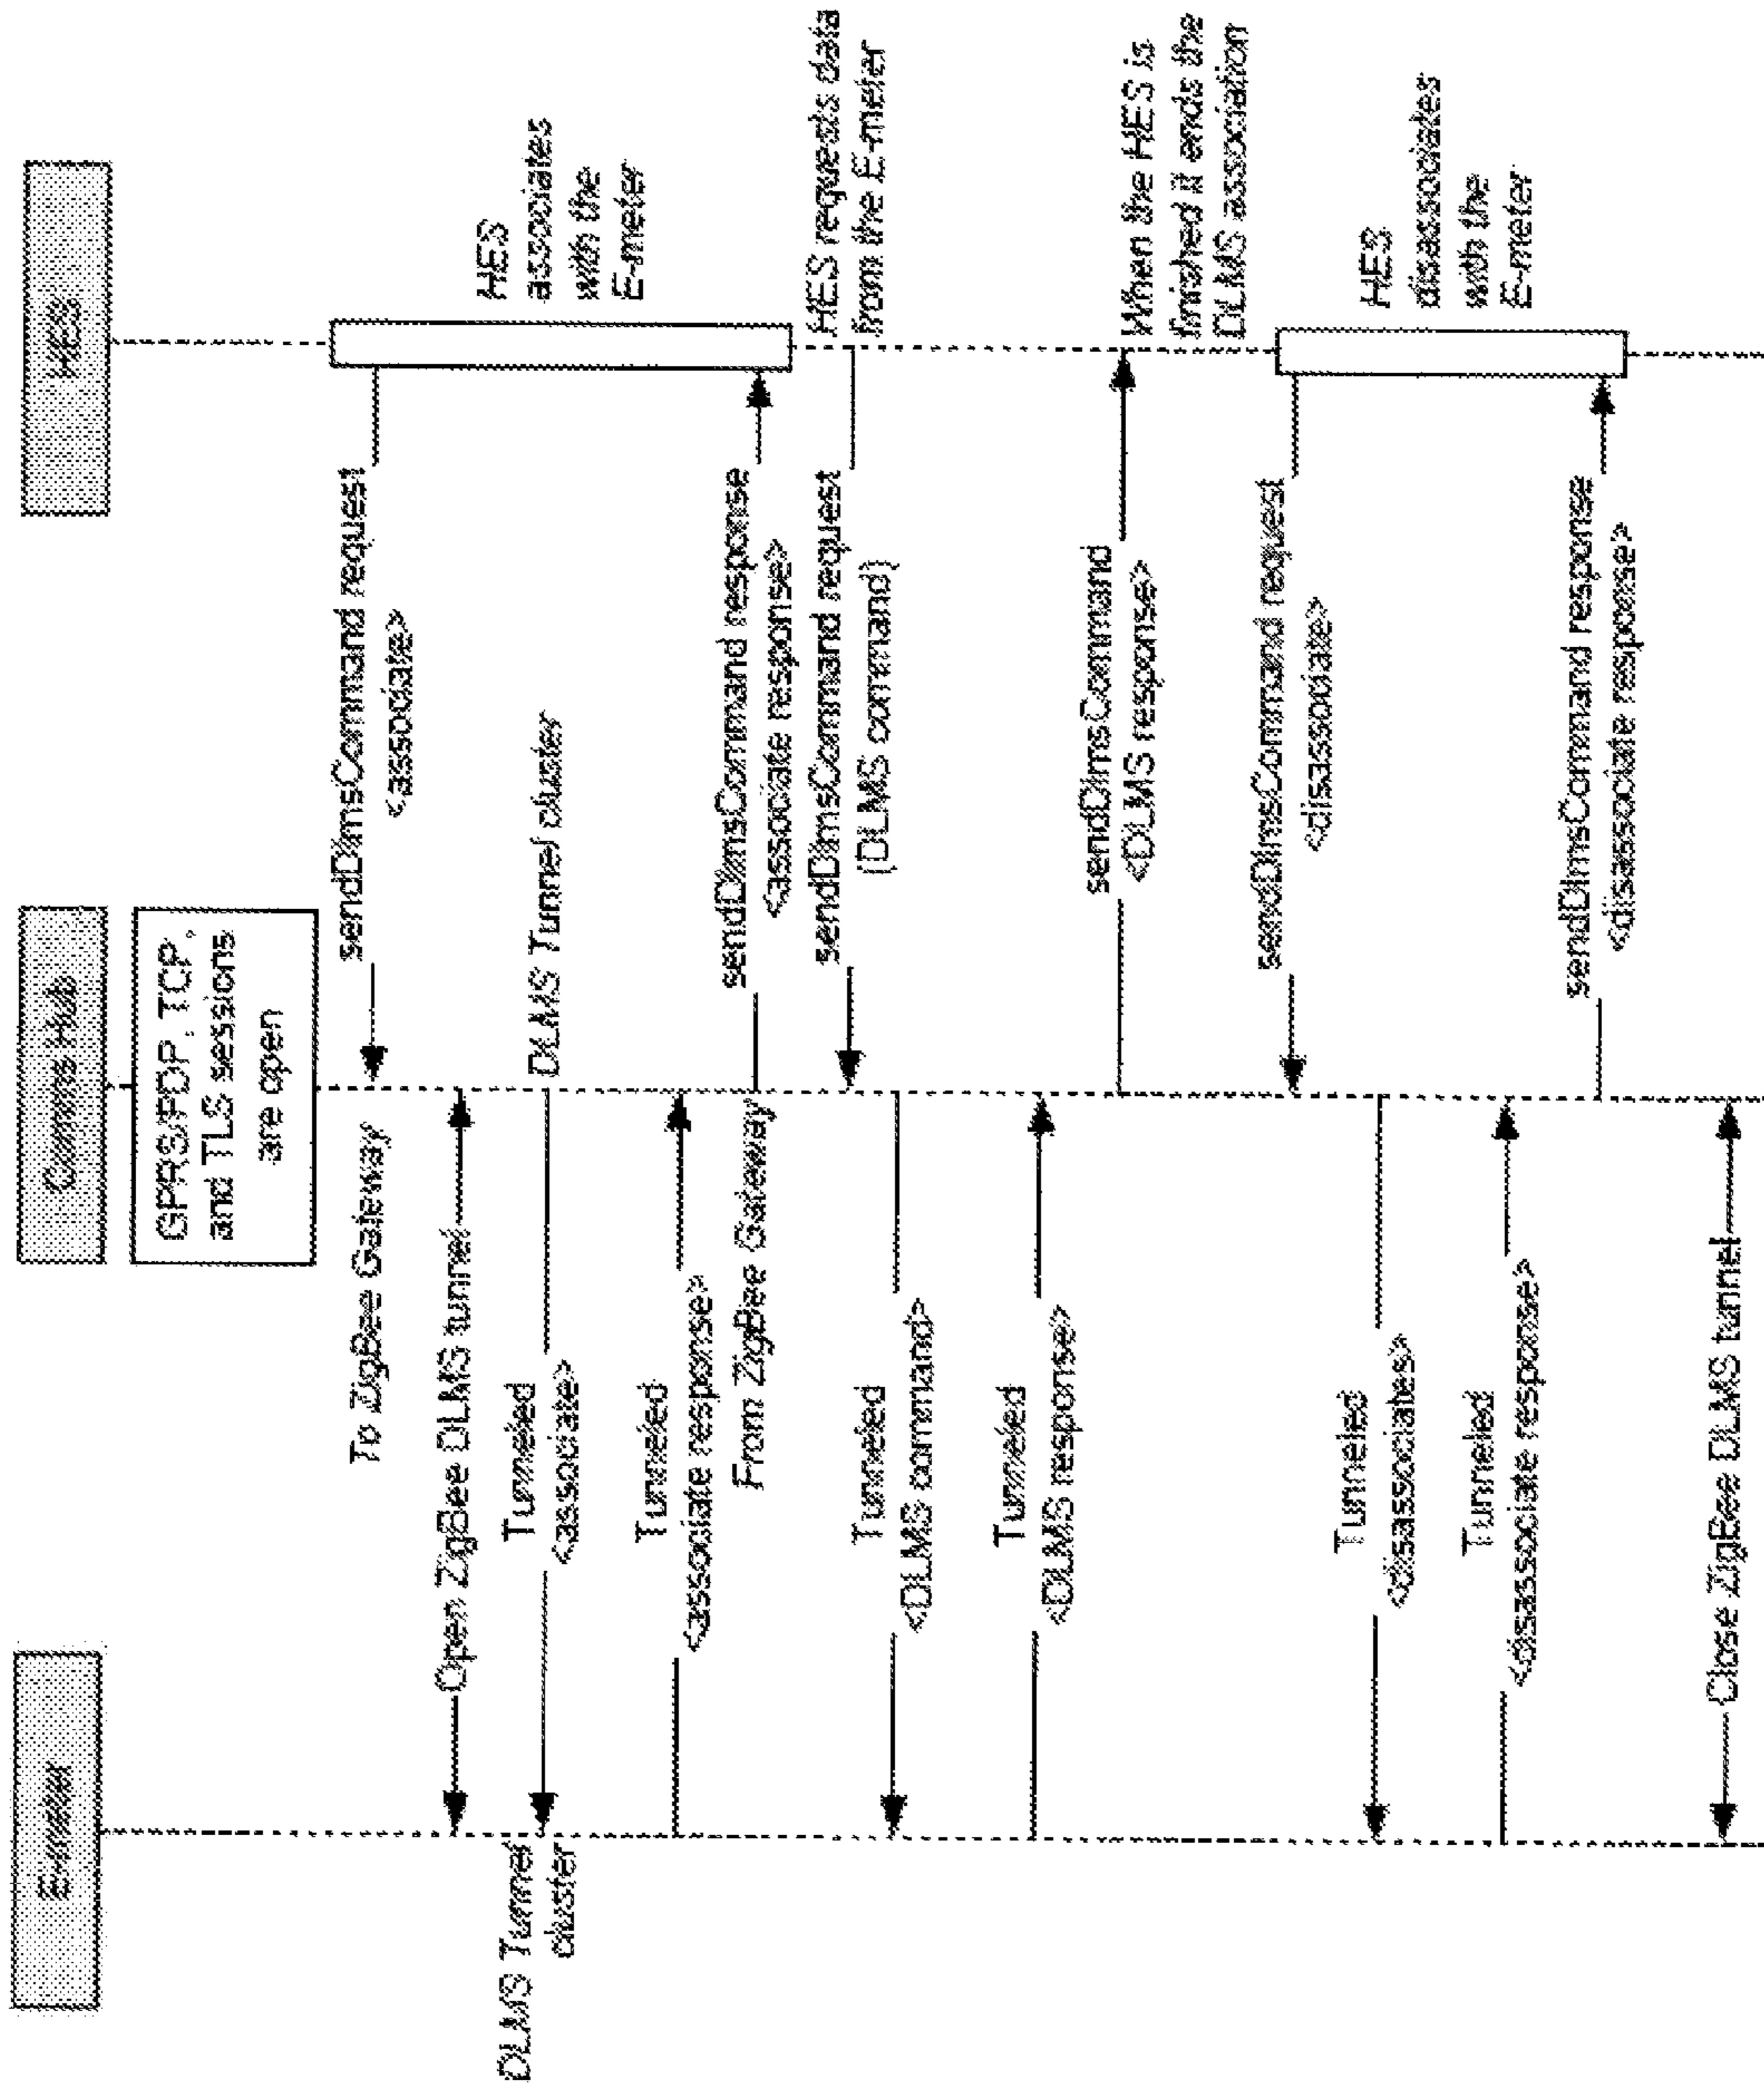 E-meter
Comms Hub
HES
GPRS/PDP, TCP,
and TLS sessions
are open
sendDlmsCommand request
<associate>
To ZigBee Gateway
HES
associates
with the
E-meter
Open ZigBee DLMS tunnel
DLMS Tunnel
cluster
Tunneled
<associate>
DLMS Tunnel cluster
Tunneled
<associate response>
From ZigBee Gateway
sendDlmsCommand response
<associate response>
sendDlmsCommand request
(DLMS command)
HES requests data
from the E-meter
Tunneled
<DLMS command>
Tunneled
<DLMS response>
sendDlmsCommand
<DLMS response>
When the HES is
finished it ends the
DLMS association
sendDlmsCommand request
<disassociate>
HES
disassociates
with the
E-meter
Tunneled
<disassociates>
Tunneled
<disassociate response>
sendDlmsCommand response
<disassociate response>
Close ZigBee DLMS tunnel